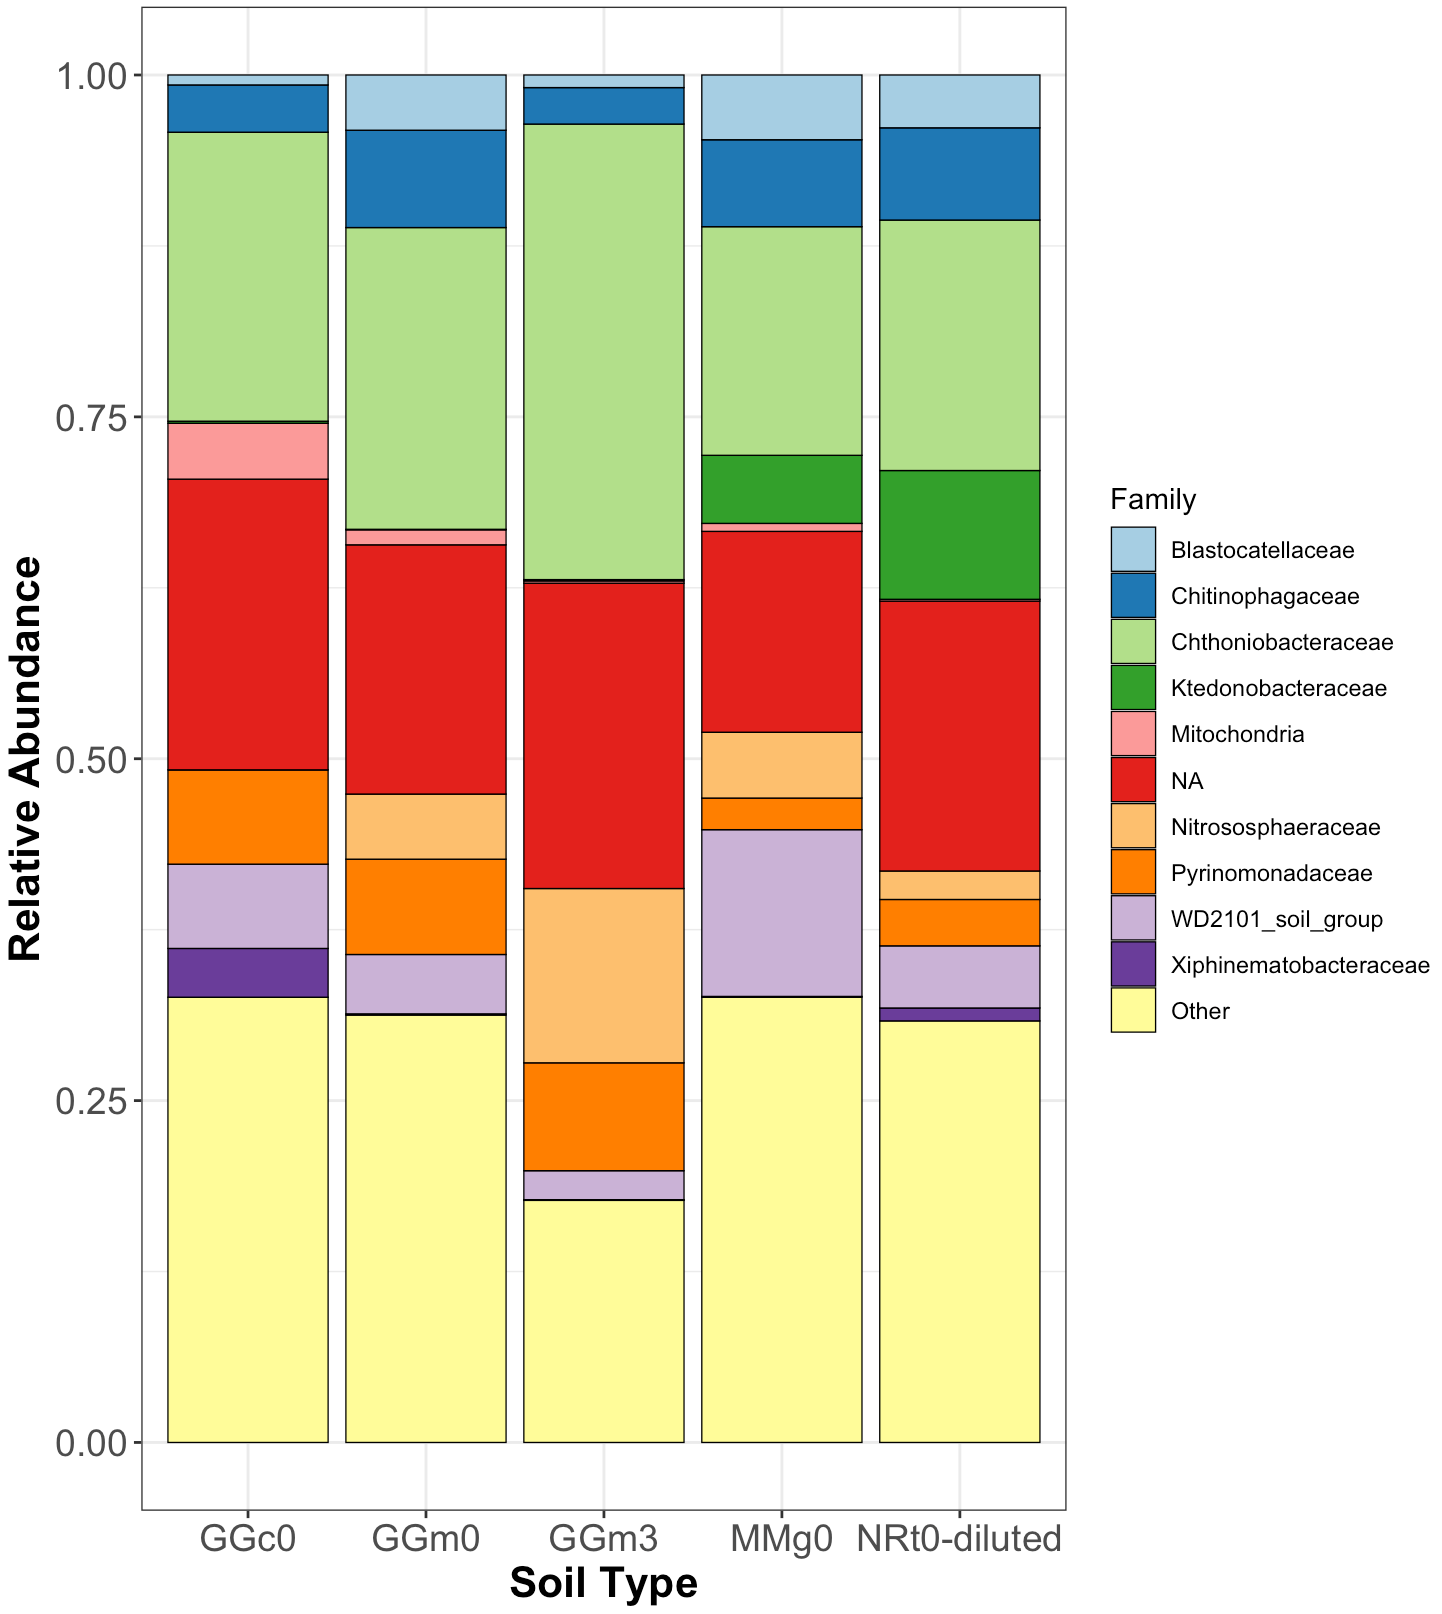 Relative Abundance
1.00
0.75
0.50
0.25
0.00
GGc0 GGm0 GGm3 MMg0 NRt0-diluted
Soil Type
Family
Blastocatellaceae
Chitinophagaceae
Chthoniobacteraceae
Ktedonobacteraceae
Mitochondria
NA
Nitrososphaeraceae
Pyrinomonadaceae
WD2101_soil_group
Xiphinematobacteraceae
Other